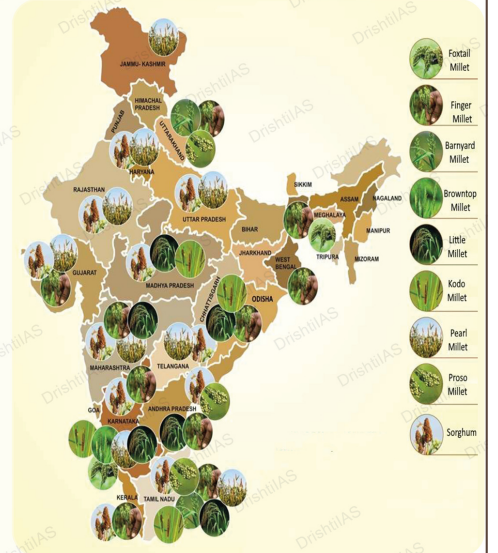 DrishtiIAS
JAMMU- KASHMIR
HIMACHAL
PRADESH
PUNJAB
UTTARAKHAND
HARYANA
RAJASTHAN
UTTAR PRADESH
SIKKIM
ASSAM
NAGALAND
MEGHALAYA
BIHAR
MANIPUR
TRIPURA
MIZORAM
JHARKHAND
WEST
BENGAL
GUJARAT
MADHYA PRADESH
CHHATTISGARH
ODISHA
MAHARASHTRA
TELANGANA
GOA
KARNATAKA
ANDHRA PRADESH
KERALA
TAMIL NADU
Foxtail
Millet
Finger
Millet
Barnyard
Millet
Browntop
Millet
Little
Millet
Kodo
Millet
Pearl
Millet
Proso
Millet
Sorghum